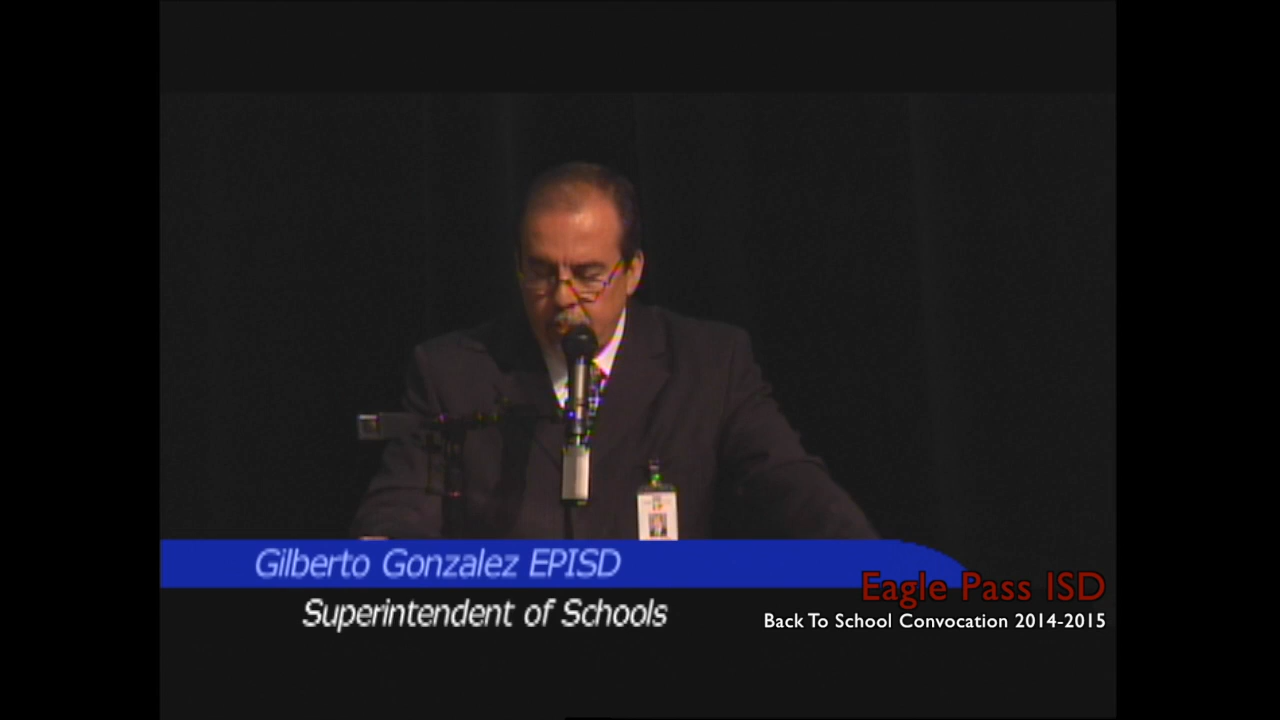 Gilberto Gonzalez EPISD
Superintendent of Schools
Eagle Pass ISD
Back To School Convocation 2014-2015